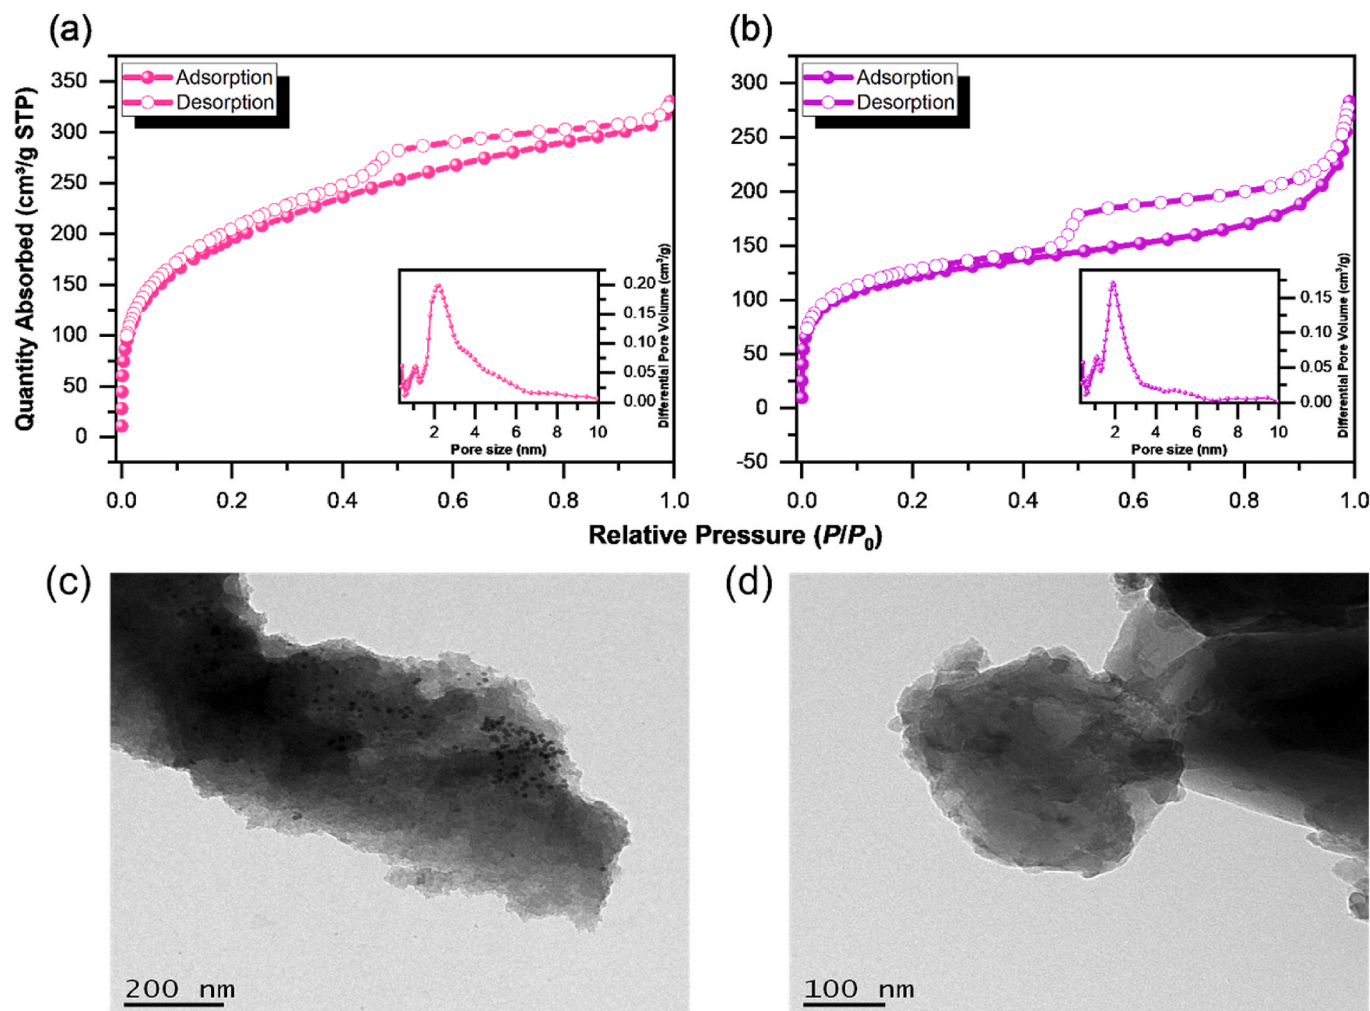 (a)
Adsorption
Desorption
350
300
250
200
150
100
50
0
Quantity Absorbed (cm³/g STP)
0.0
0.2
0.4
0.6
0.8
1.0
0.20
0.15
0.10
0.05
0.00
Differential Pore Volume (cm³/g)
2
4
6
8
10
Pore size (nm)
(b)
Adsorption
Desorption
300
250
200
150
100
50
0
-50
0.0
0.2
0.4
0.6
0.8
1.0
0.15
0.10
0.05
0.00
Differential Pore Volume (cm³/g)
2
4
6
8
10
Pore size (nm)
Relative Pressure (P/P₀)
(c)
200 nm
(d)
100 nm